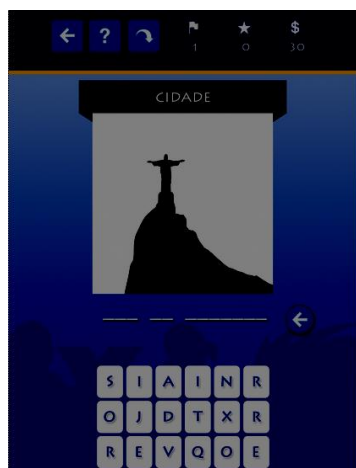 ?
1 0 30
CIDADE
S I A I N R
O J D T X R
R E V Q O E